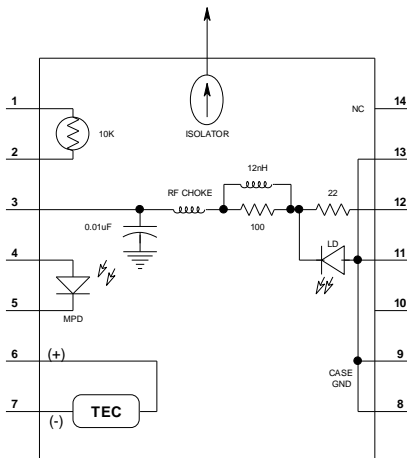 1
14
NC
10K
ISOLATOR
2
13
12nH
RF CHOKE
22
3
12
0.01uF
100
LD
4
11
5
10
MPD
6
(+)
9
CASE
GND
7
(-)
TEC
8